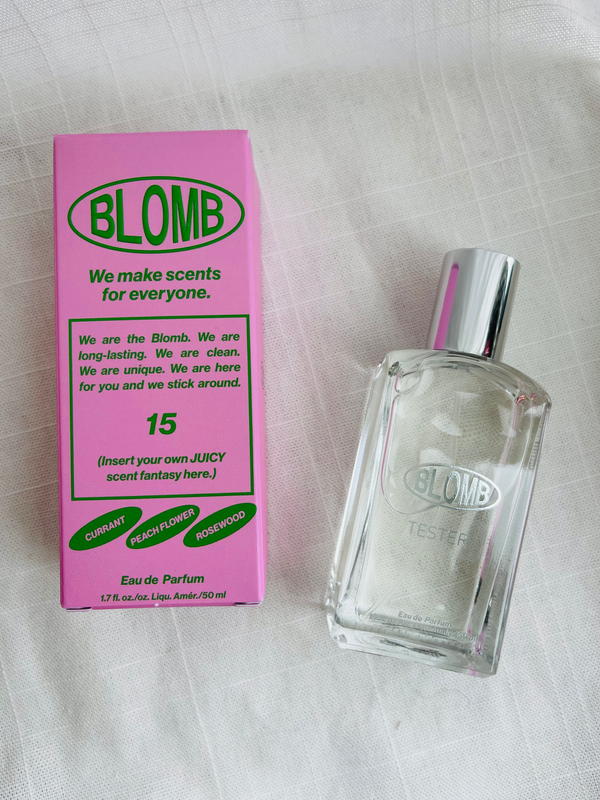 BLOMB
We make scents
for everyone.
We are the Blomb. We are
long-lasting. We are clean.
We are unique. We are here
for you and we stick around.
15
(Insert your own JUICY
scent fantasy here.)
CURRANT
PEACH FLOWER
ROSEWOOD
Eau de Parfum
1.7 fl. oz./oz. Liqu. Amér./50 ml
BLOMB
TESTER
Eau de Parfum